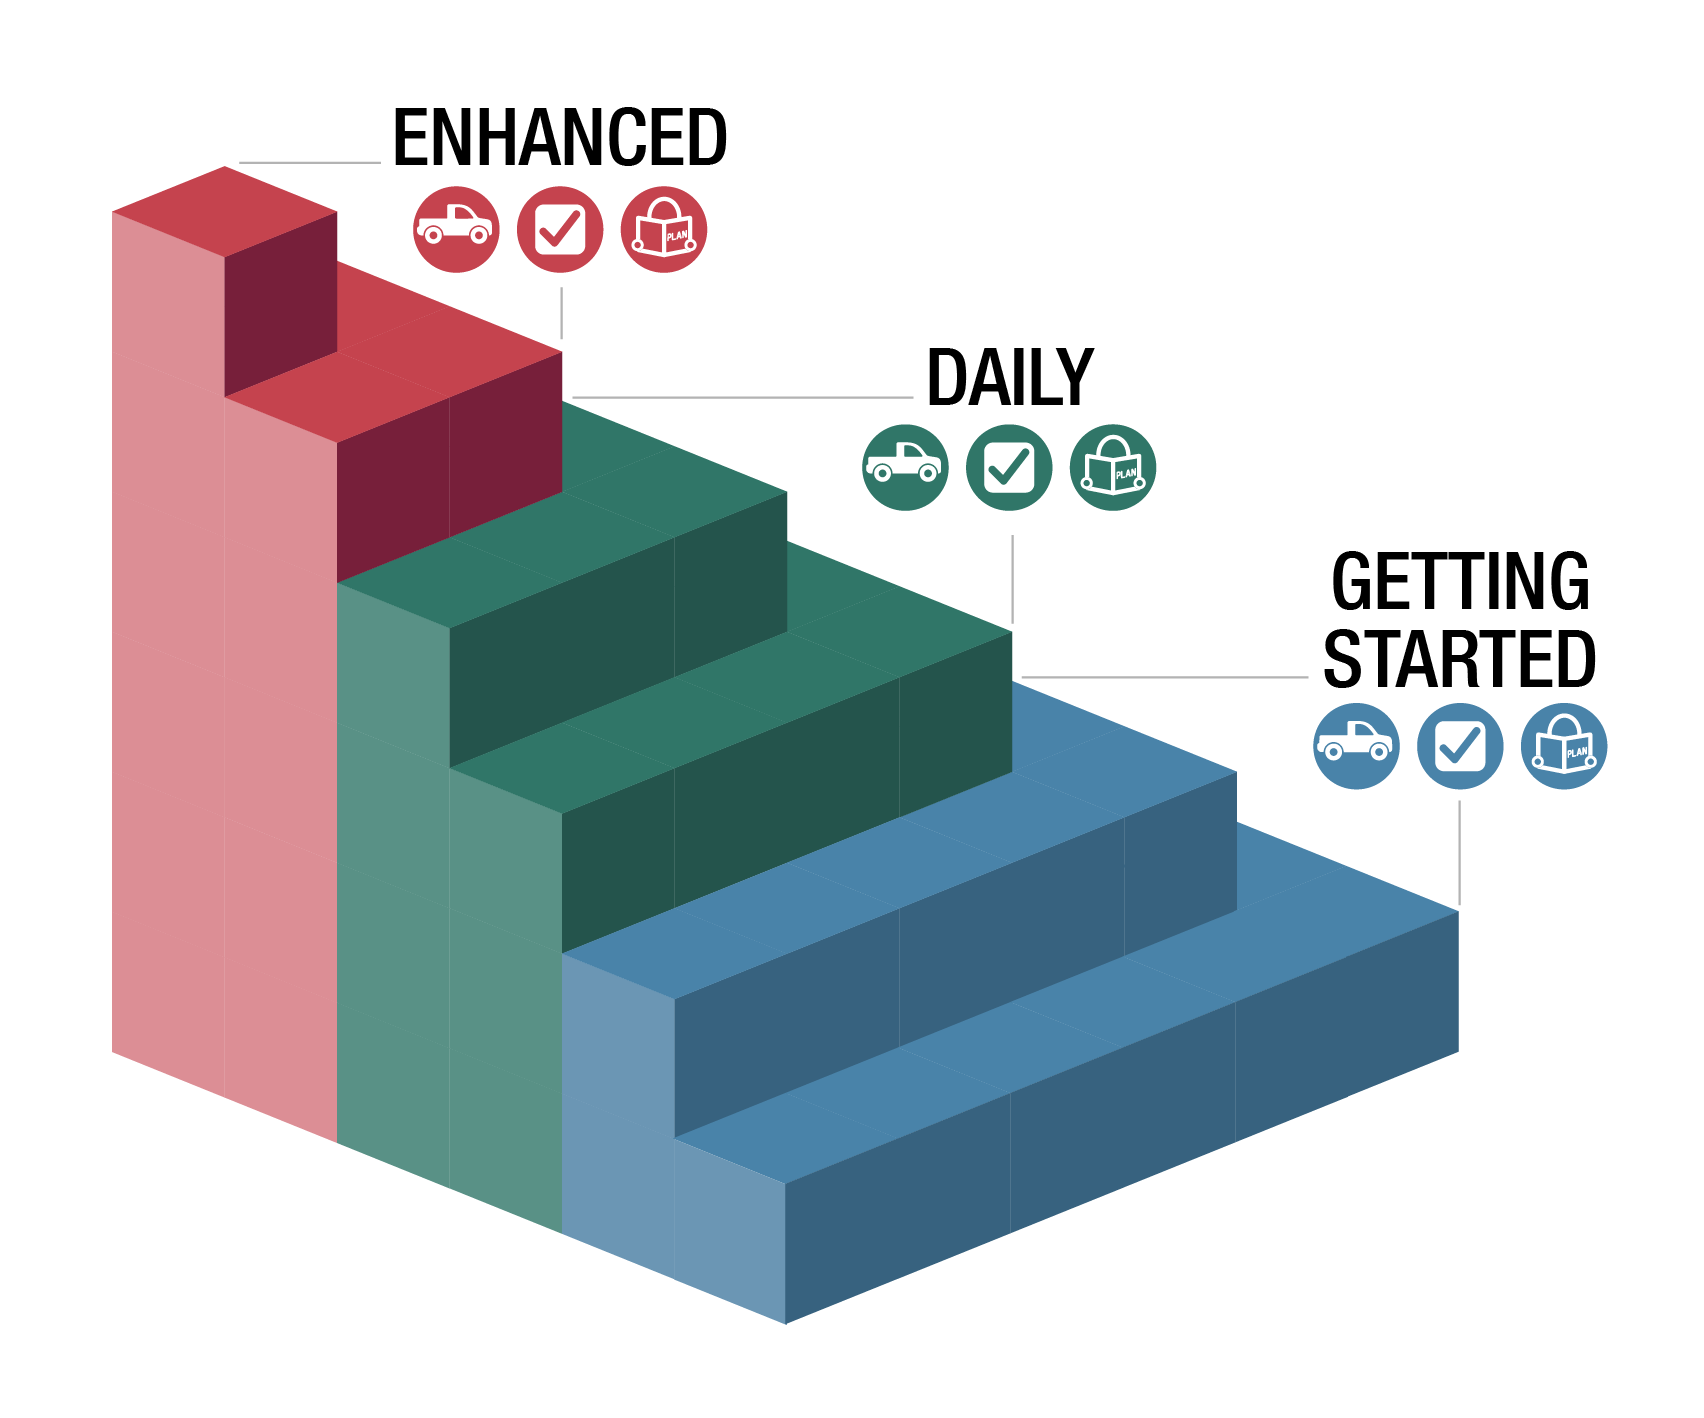 ENHANCED
PLAN
DAILY
PLAN
GETTING
STARTED
PLAN